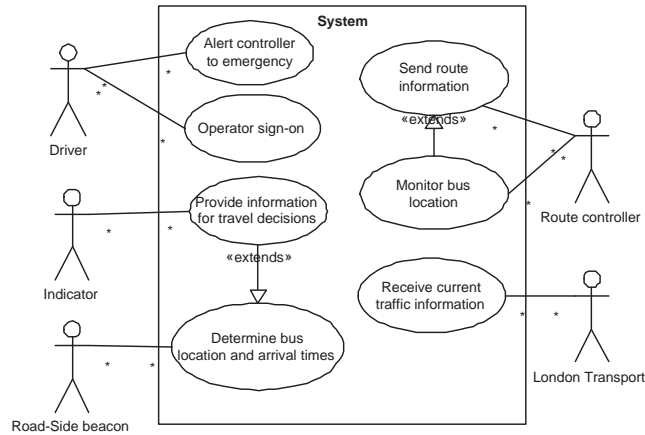 System
Alert controller
to emergency
Operator sign-on
Driver
* * * *
Send route
information
«extends»
Monitor bus
location
* * * *
Route controller
Provide information
for travel decisions
* *
Indicator
«extends»
Receive current
traffic information
* *
London Transport
Determine bus
location and arrival times
* *
Road-Side beacon